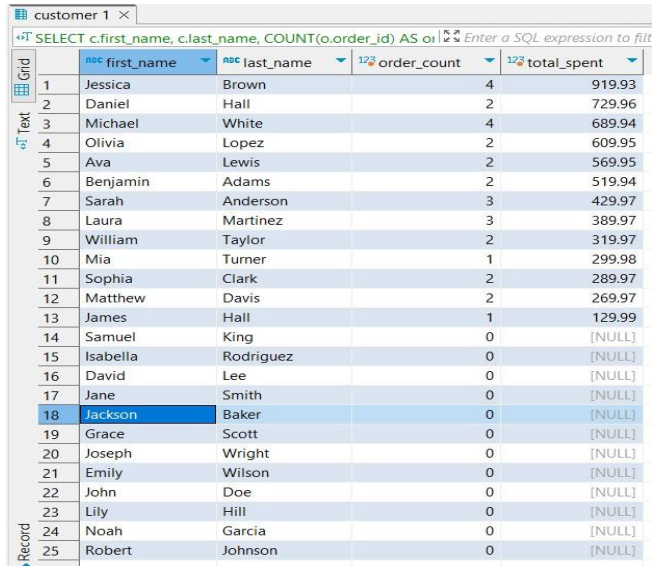 customer 1
SELECT c.first_name, c.last_name, COUNT(o.order_id) AS Enter a SQL expression to
Grid
Text
Record
ABC first_name ABC last_name 123 order_count 123 total_spent
1 Jessica Brown 4 919.93
2 Daniel Hall 2 729.96
3 Michael White 4 689.94
4 Olivia Lopez 2 609.95
5 Ava Lewis 2 569.95
6 Benjamin Adams 2 519.94
7 Sarah Anderson 3 429.97
8 Laura Martinez 3 389.97
9 William Taylor 2 319.97
10 Mia Turner 1 299.98
11 Sophia Clark 2 289.97
12 Matthew Davis 2 269.97
13 James Hall 1 129.99
14 Samuel King 0 [NULL]
15 Isabella Rodriguez 0 [NULL]
16 David Lee 0 [NULL]
17 Jane Smith 0 [NULL]
18 Jackson Baker 0 [NULL]
19 Grace Scott 0 [NULL]
20 Joseph Wright 0 [NULL]
21 Emily Wilson 0 [NULL]
22 John Doe 0 [NULL]
23 Lily Hill 0 [NULL]
24 Noah Garcia 0 [NULL]
25 Robert Johnson 0 [NULL]